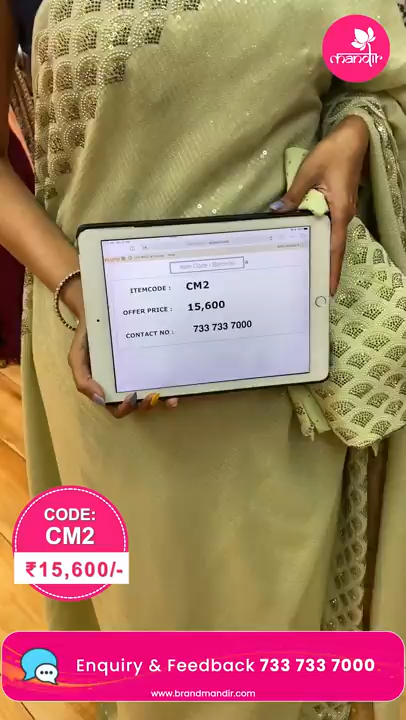 mandir
ITEMCODE : CM2
OFFER PRICE : 15,600
CONTACT NO : 733 733 7000
CODE:
CM2
₹15,600/-
Enquiry & Feedback 733 733 7000
www.brandmandir.com